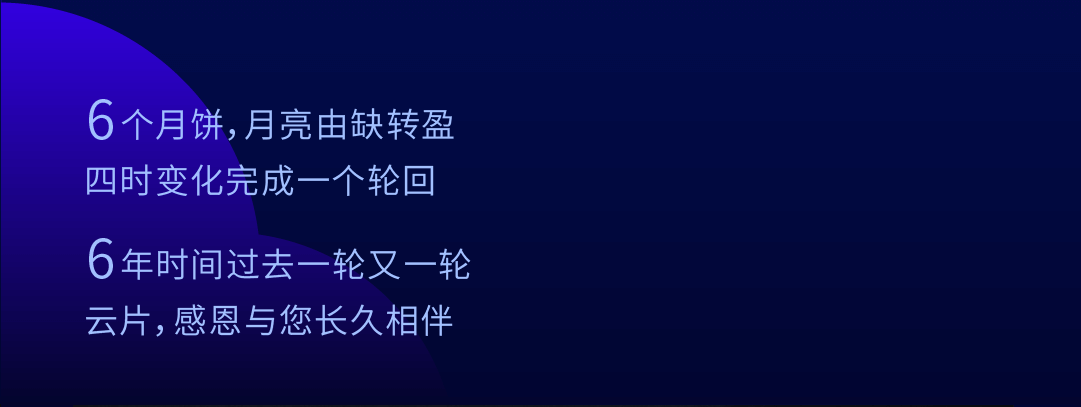 6个月饼，月亮由缺转盈
四时变化完成一个轮回
6年时间过去一轮又一轮
云片，感恩与您长久相伴